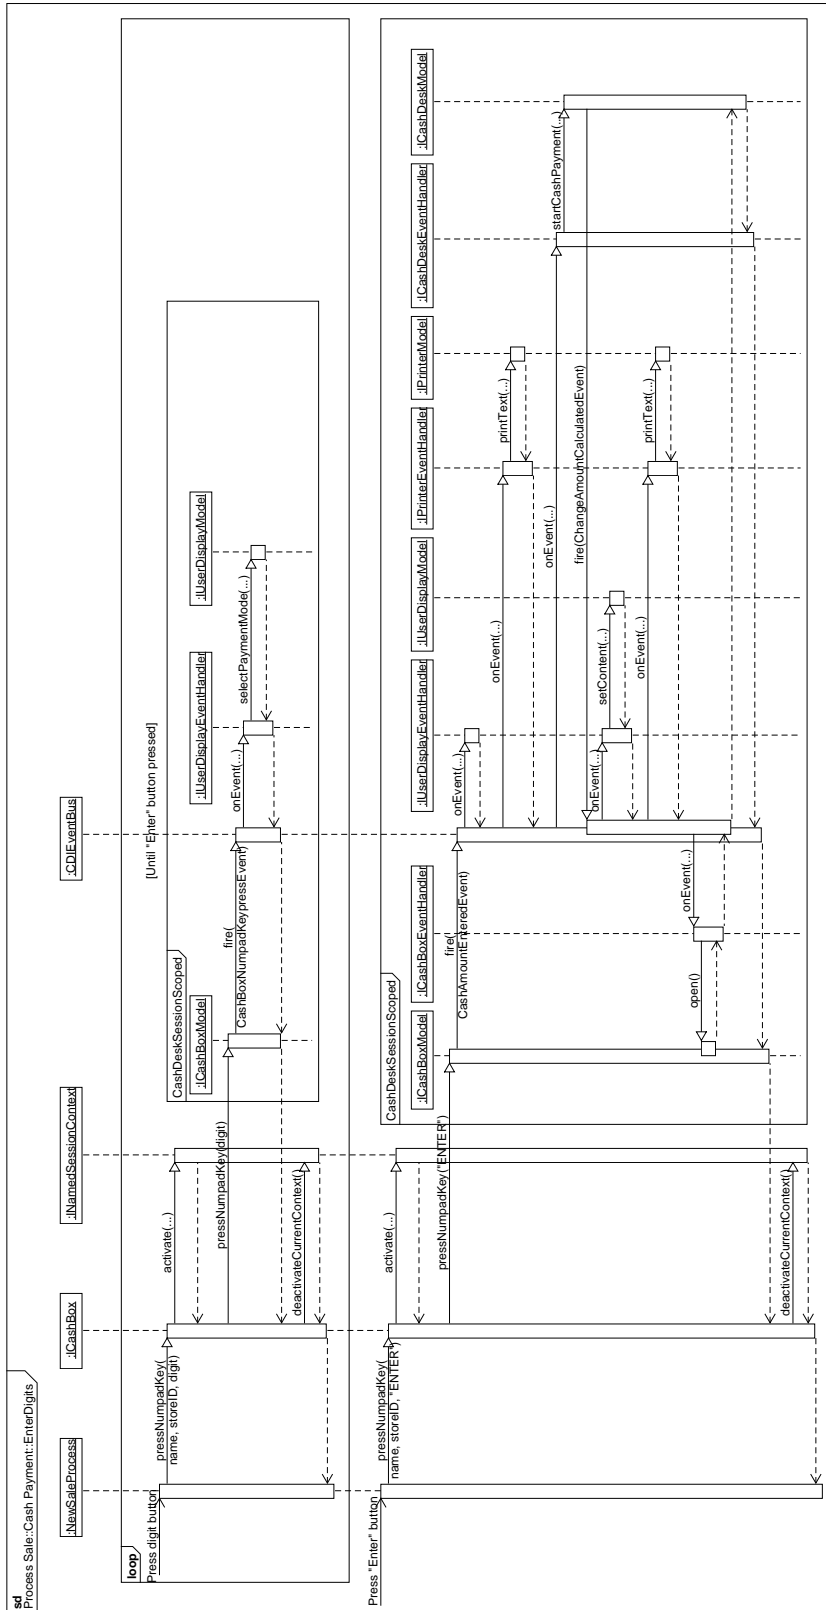 sd
Process Sale::Cash Payment::EnterDigits
:NewSaleProcess
:ICashBox
:INamedSessionContext
:CDIEventBus
loop
[Until "Enter" button pressed]
CashDeskSessionScoped
:ICashBoxModel
:IUserDisplayEventHandler
:IUserDisplayModel
Press digit button
pressNumpadKey(
name, storeID, digit)
activate(...)
pressNumpadKey(digit)
fire(
CashBoxNumpadKeypressEvent)
onEvent(...)
selectPaymentMode(...)
deactivateCurrentContext()
CashDeskSessionScoped
:ICashBoxModel
:ICashBoxEventHandler
:IUserDisplayEventHandler
:IUserDisplayModel
:IPrinterEventHandler
:IPrinterModel
:ICashDeskEventHandler
:ICashDeskModel
Press "Enter" button
pressNumpadKey(
name, storeID, "ENTER")
activate(...)
pressNumpadKey("ENTER")
fire(
CashAmountEnteredEvent)
onEvent(...)
onEvent(...)
printText(...)
onEvent(...)
startCashPayment(...)
fire(ChangeAmountCalculatedEvent)
onEvent(...)
setContent(...)
onEvent(...)
printText(...)
onEvent(...)
open()
deactivateCurrentContext()